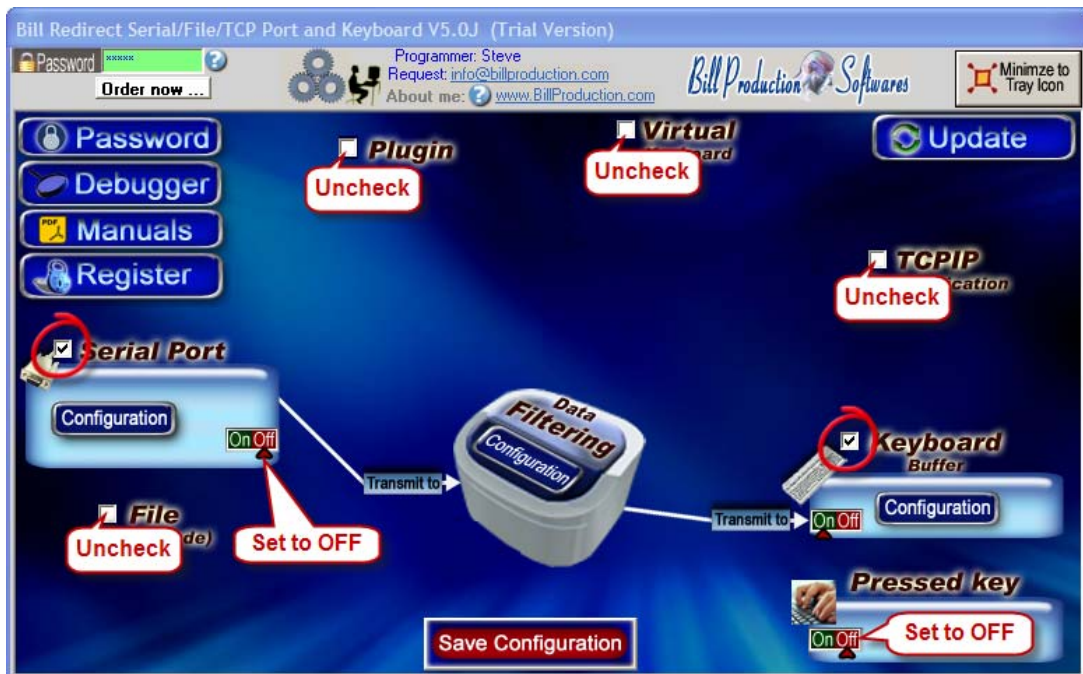 Bill Redirect Serial/File/TCP Port and Keyboard V5.0J (Trial Version)
Password xxxxx
Order now ...
Programmer: Steve
Request: info@billproduction.com
About me: www.BillProduction.com
Bill Production Softwares
Minimze to
Tray Icon
Password
Debugger
PDF
Manuals
Register
Plugin
Uncheck
Virtual
Uncheck
Update
TCPIP
Uncheck
Serial Port
Configuration
On Off
Transmit to
Data
Filtering
Configuration
Keyboard
Buffer
Configuration
Transmit to
On Off
File
Uncheck
Set to OFF
Pressed key
On Off
Set to OFF
Save Configuration